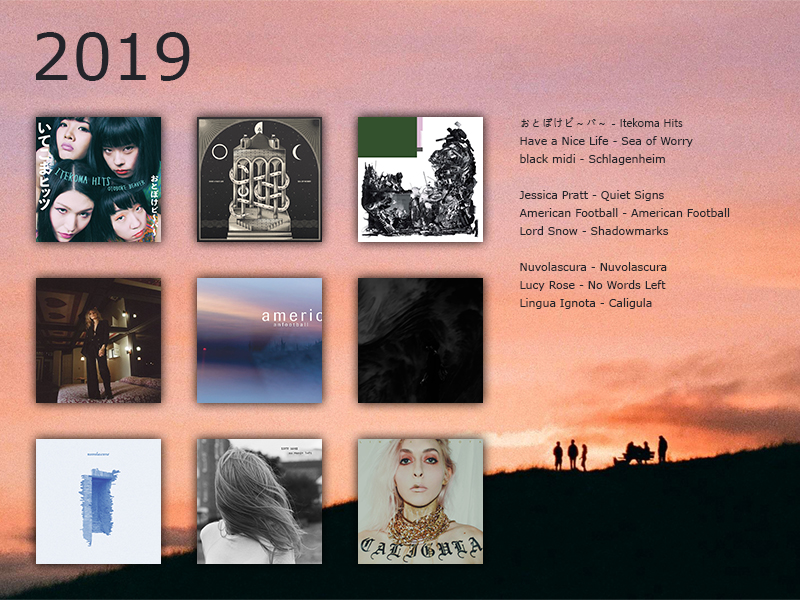 2019
いてこまヒッツ
ITEKOMA HITS
OTOBOKE BEAVER
おとぼけビ～バ～
おとぼけビ～バ～ - Itekoma Hits
Have a Nice Life - Sea of Worry
black midi - Schlagenheim
Jessica Pratt - Quiet Signs
americ
anfootball
American Football - American Football
Lord Snow - Shadowmarks
nuvolascura
Nuvolascura - Nuvolascura
Lucy Rose - No Words Left
CALIGULA
Lingua Ignota - Caligula